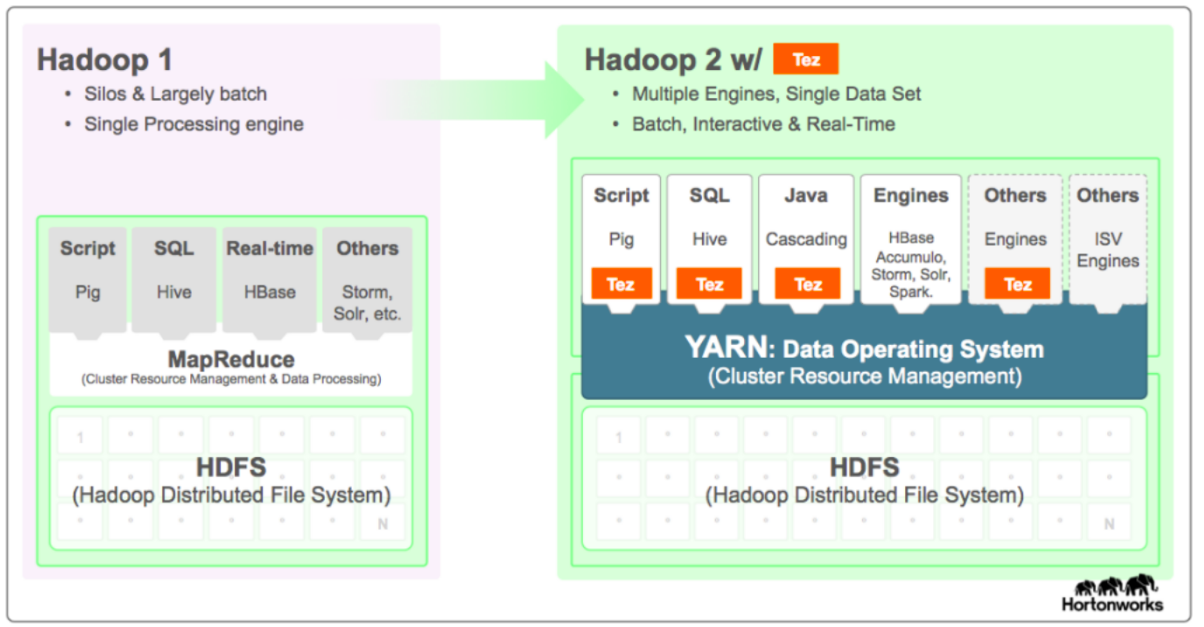 Hadoop 1
• Silos & Largely batch
• Single Processing engine
Script
Pig
SQL
Hive
Real-time
HBase
Others
Storm,
Solr, etc.
MapReduce
(Cluster Resource Management & Data Processing)
1
HDFS
(Hadoop Distributed File System)
N
Hadoop 2 w/ Tez
• Multiple Engines, Single Data Set
• Batch, Interactive & Real-Time
Script
Pig
Tez
SQL
Hive
Tez
Java
Cascading
Tez
Engines
HBase
Accumulo,
Storm, Solr,
Spark.
Others
Engines
Tez
Others
ISV
Engines
YARN: Data Operating System
(Cluster Resource Management)
1
HDFS
(Hadoop Distributed File System)
N
Hortonworks